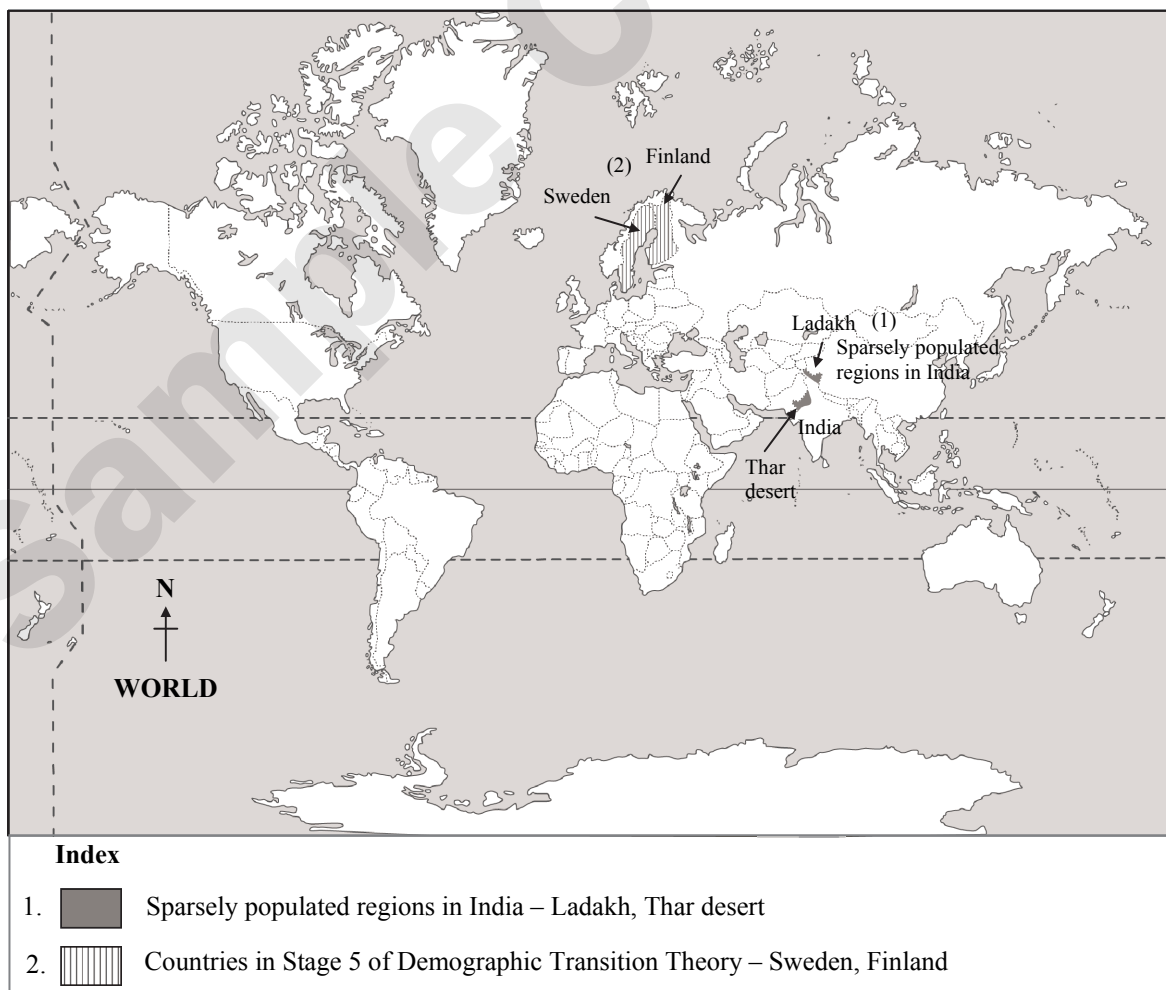 Sample C
(2) Finland
Sweden
Ladakh (1)
Sparsely populated
regions in India
India
Thar
desert
N
WORLD
Index
1. Sparsely populated regions in India – Ladakh, Thar desert
2. Countries in Stage 5 of Demographic Transition Theory – Sweden, Finland